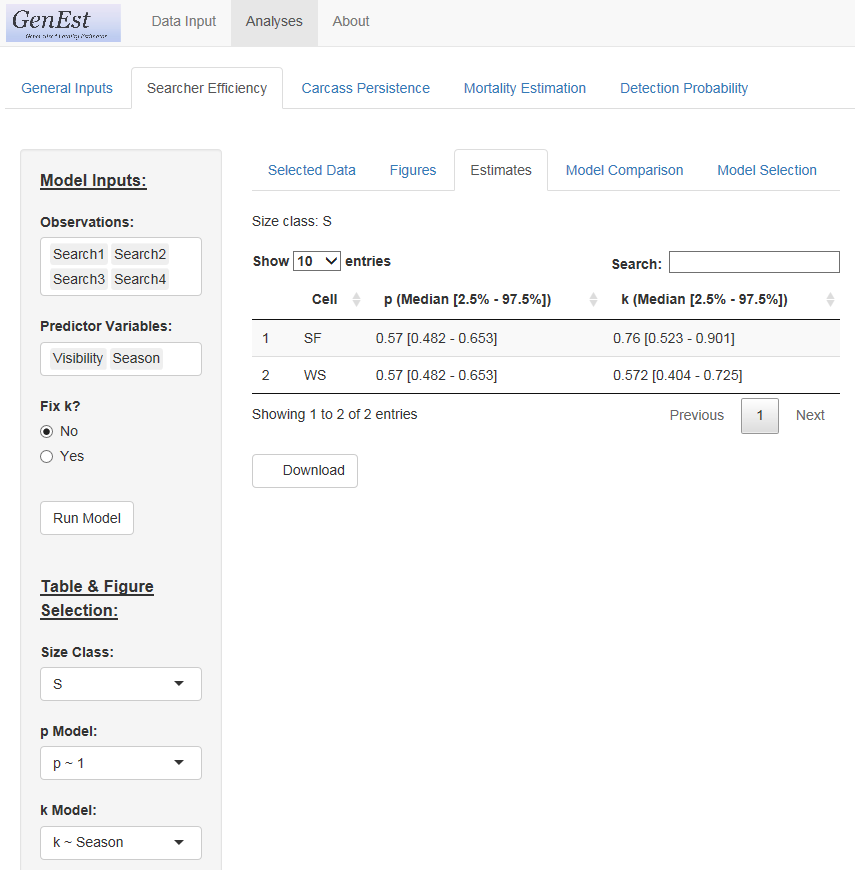 GenEst
Data Input Analyses About
General Inputs Searcher Efficiency Carcass Persistence Mortality Estimation Detection Probability
Model Inputs:
Observations:
Search1 Search2
Search3 Search4
Predictor Variables:
Visibility Season
Fix k?
No
Yes
Run Model
Table & Figure
Selection:
Size Class:
S
p Model:
p ~ 1
k Model:
k ~ Season
Selected Data Figures Estimates Model Comparison Model Selection
Size class: S
Show 10 entries
Search:
Cell p (Median [2.5% - 97.5%]) k (Median [2.5% - 97.5%])
1 SF 0.57 [0.482 - 0.653] 0.76 [0.523 - 0.901]
2 WS 0.57 [0.482 - 0.653] 0.572 [0.404 - 0.725]
Showing 1 to 2 of 2 entries
Previous 1 Next
Download